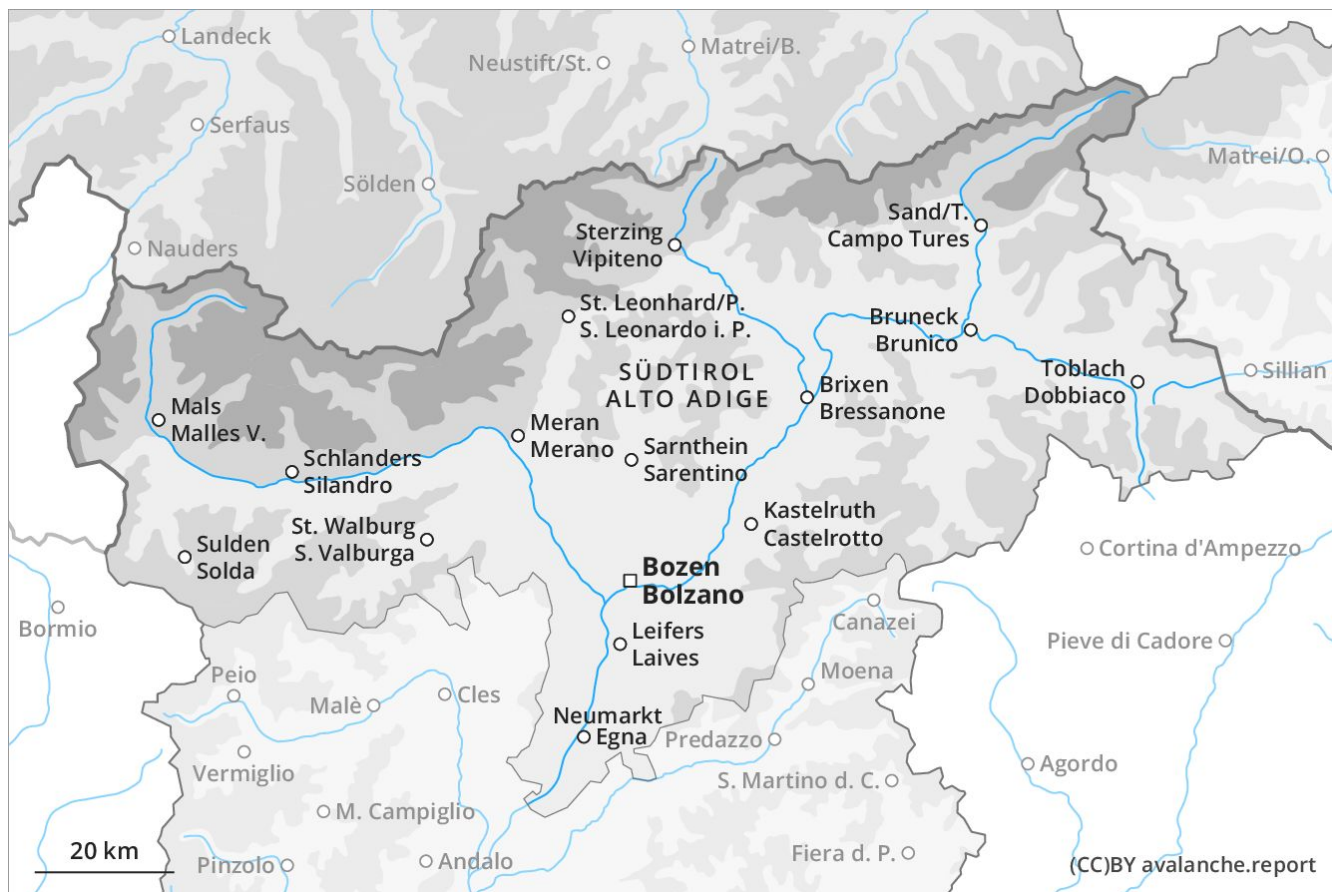 Landeck
Neustift/St.
Matrei/B.
Serfaus
Sölden
Matrei/O.
Nauders
Sterzing
Vipiteno
Sand/T.
Campo Tures
St. Leonhard/P.
S. Leonardo i. P.
Bruneck
Brunico
SÜDTIROL
ALTO ADIGE
Toblach
Dobbiaco
Sillian
Brixen
Bressanone
Mals
Malles V.
Meran
Merano
Sarnthein
Sarentino
Schlanders
Silandro
St. Walburg
S. Valburga
Kastelruth
Castelrotto
Sulden
Solda
Cortina d'Ampezzo
Bozen
Bolzano
Bormio
Canazei
Leifers
Laives
Pieve di Cadore
Peio
Moena
Malè
Cles
Neumarkt
Egna
Predazzo
Vermiglio
Agordo
S. Martino d. C.
M. Campiglio
20 km
Pinzolo
Andalo
Fiera d. P.
(CC)BY avalanche.report